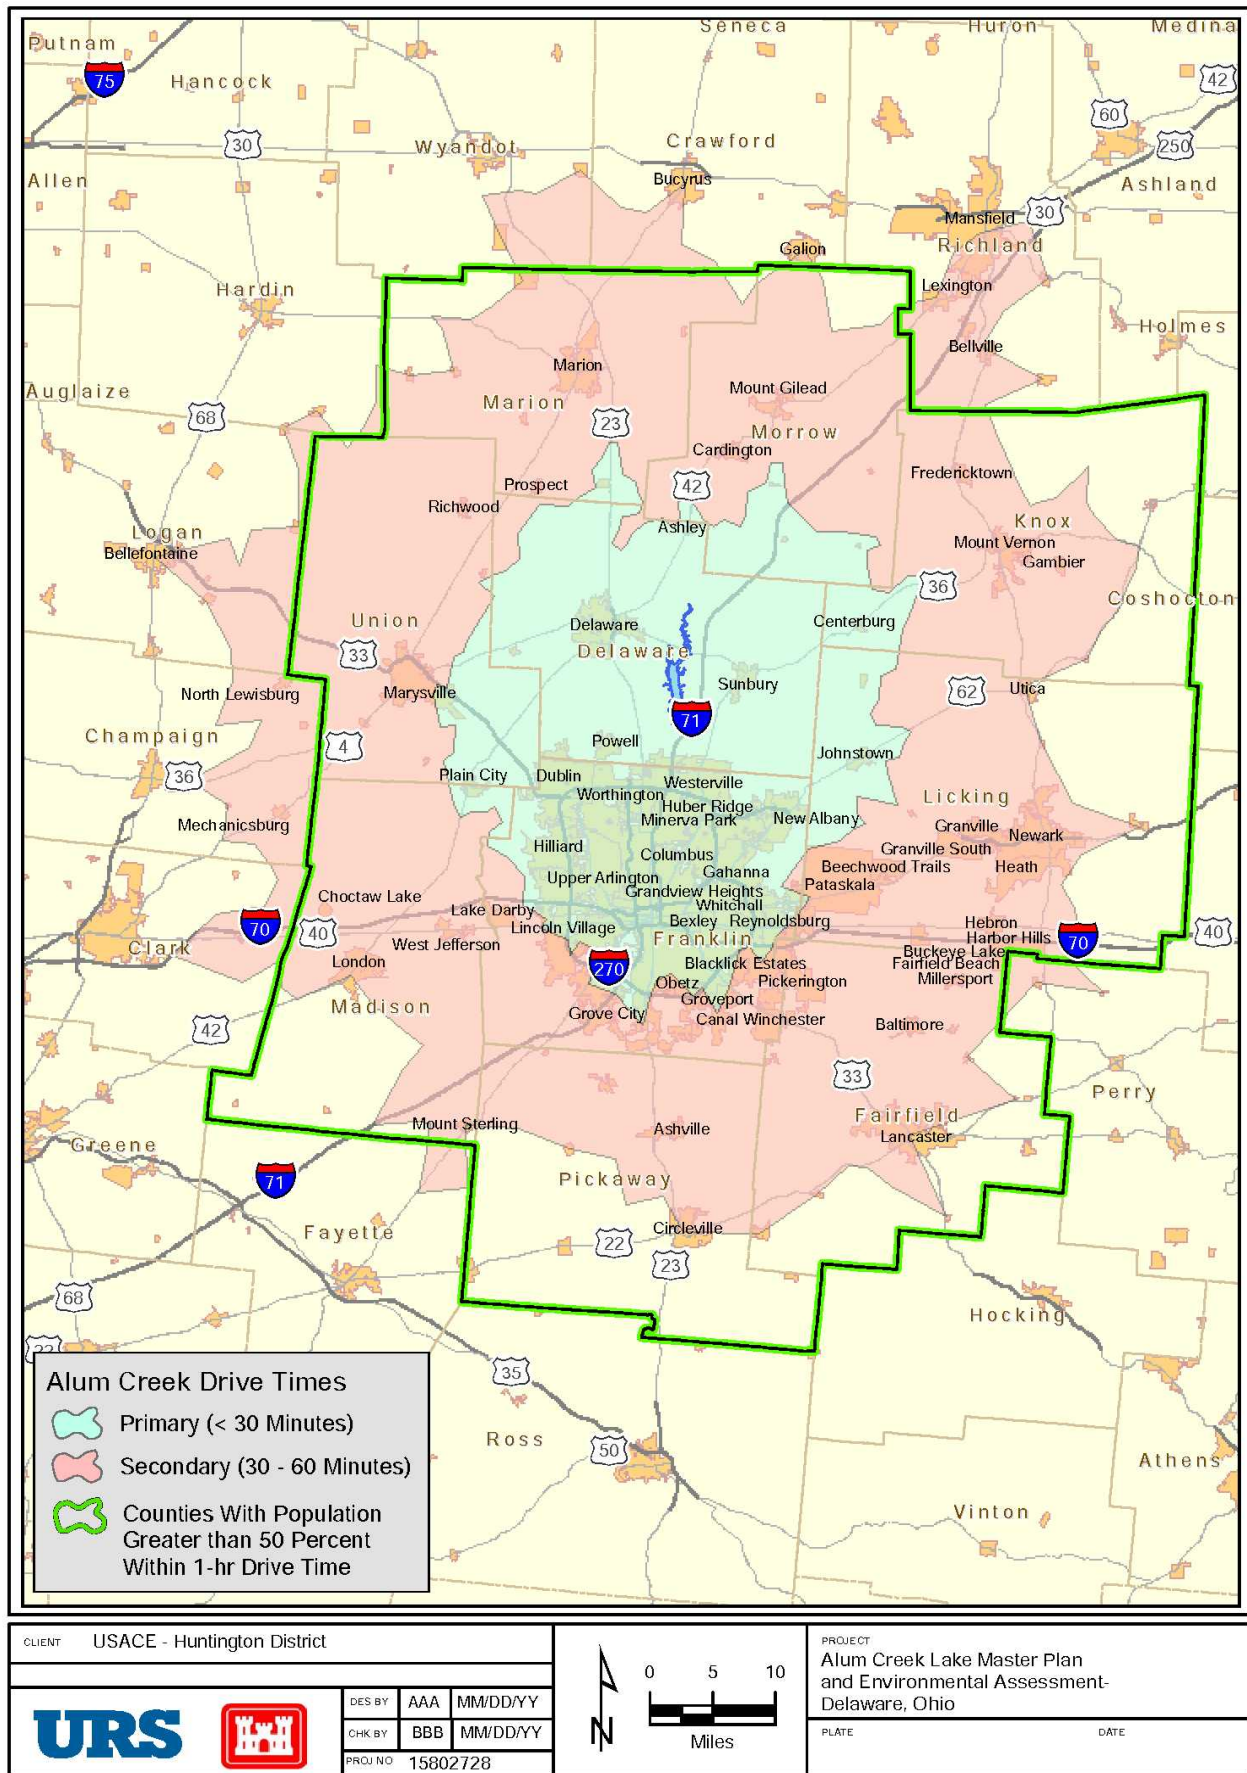 Putnam
Seneca
Huron
Medina
75
Hancock
42
60
30
Wyandot
Crawford
250
Allen
Bucyrus
Ashland
Mansfield
30
Richland
Galion
Hardin
Lexington
Holmes
Bellville
Marion
Auglaize
Mount Gilead
Marion
68
23
Morrow
Cardington
Fredericktown
Prospect
42
Richwood
Ashley
Knox
Logan
Mount Vernon
Bellefontaine
Gambier
36
Coshocton
Union
Delaware
Centerburg
Delaware
33
Sunbury
Marysville
North Lewisburg
62
Utica
71
Champaign
4
Powell
Johnstown
36
Plain City
Dublin
Westerville
Worthington
Licking
Huber Ridge
Mechanicsburg
Minerva Park
New Albany
Granville
Newark
Hilliard
Granville South
Columbus
Beechwood Trails
Heath
Gahanna
Upper Arlington
Pataskala
Grandview Heights
Choctaw Lake
Whitehall
Lake Darby
Bexley
Reynoldsburg
Hebron
70
40
Lincoln Village
Harbor Hills
70
40
Clark
West Jefferson
Franklin
Buckeye Lake
London
270
Blacklick Estates
Fairfield Beach
Obetz
Pickerington
Millersport
Madison
Groveport
Grove City
Canal Winchester
Baltimore
42
33
Perry
Fairfield
Mount Sterling
Ashville
Lancaster
Greene
71
Pickaway
Fayette
Circleville
22
23
68
Hocking
22
35
Ross
50
Athens
Vinton
Alum Creek Drive Times
Primary (< 30 Minutes)
Secondary (30 - 60 Minutes)
Counties With Population
Greater than 50 Percent
Within 1-hr Drive Time
CLIENT USACE - Huntington District
URS
DES BY AAA MM/DD/YY
CHK BY BBB MM/DD/YY
PROJ NO 15802728
N
0 5 10
Miles
PROJECT
Alum Creek Lake Master Plan
and Environmental Assessment-
Delaware, Ohio
PLATE DATE